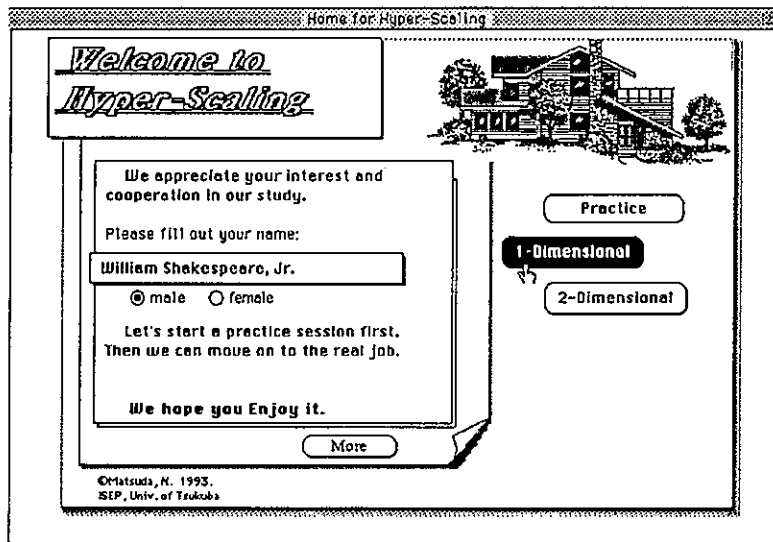 Home for Hyper-Scaling
Welcome to
Hyper-Scaling
We appreciate your interest and
cooperation in our study.
Please fill out your name:
William Shakespeare, Jr.
male female
Let's start a practice session first.
Then we can move on to the real job.
We hope you Enjoy it.
More
Practice
1-Dimensional
2-Dimensional
©Matsuda, N. 1993.
ISEP, Univ. of Tsukuba